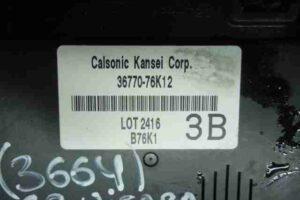 Calsonic Kansei Corp.
36770-76K12
LOT 2416
3B
B76K1
(3664)